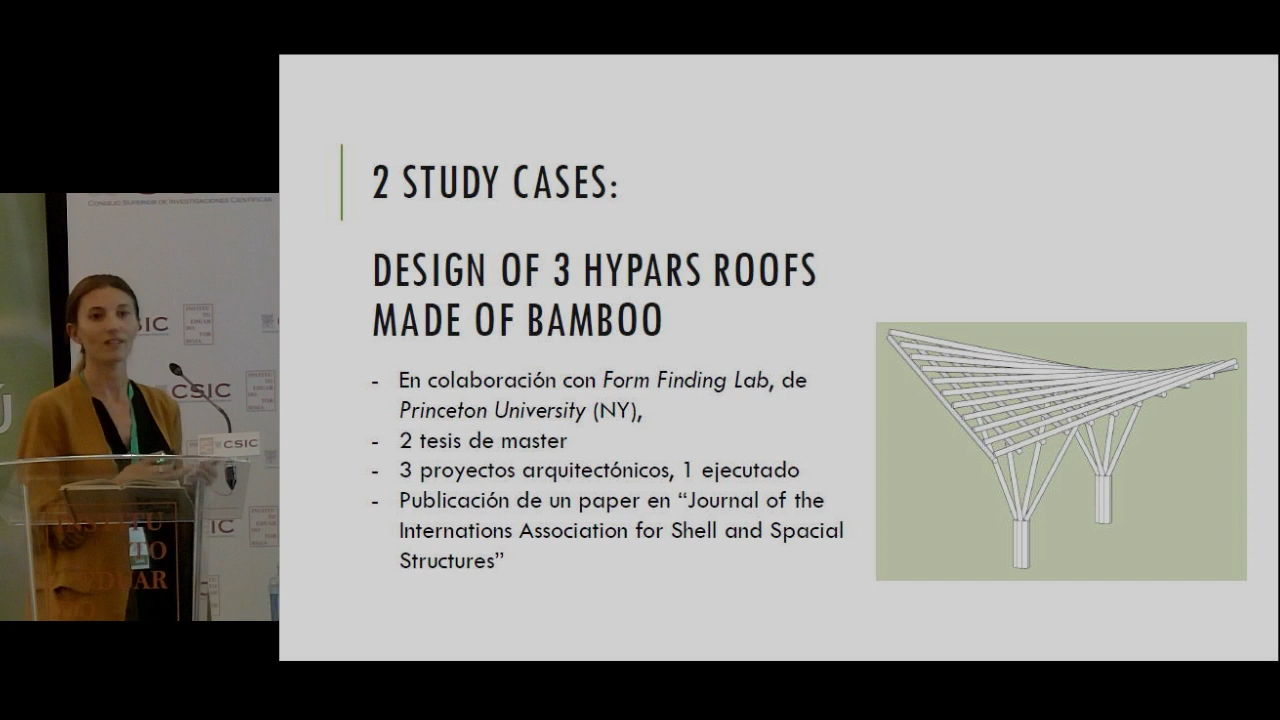 2 STUDY CASES:
DESIGN OF 3 HYPARS ROOFS
MADE OF BAMBOO
- En colaboración con Form Finding Lab, de
Princeton University (NY),
- 2 tesis de master
- 3 proyectos arquitectónicos, 1 ejecutado
- Publicación de un paper en “Journal of the
Internations Association for Shell and Spacial
Structures”
CONSEJO SUPERIOR DE INVESTIGACIONES CIENTÍFICAS
CSIC
CSIC